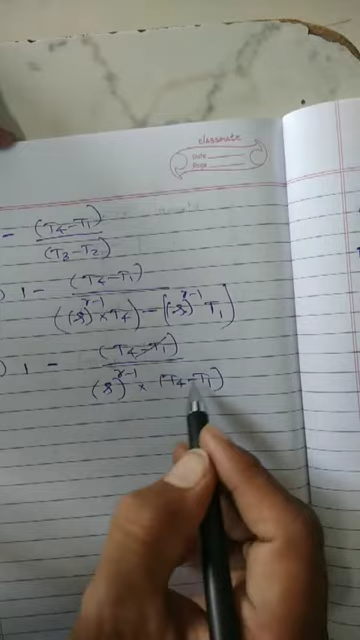 classmate
Date
Page
- (T4-T1)
(T3-T2)
) 1 - (T4-T1)
((r)^γ-1 × T4) - ((r)^γ-1 T1)
) 1 - (T4-T1)
(r)^γ-1 × (T4-T1)